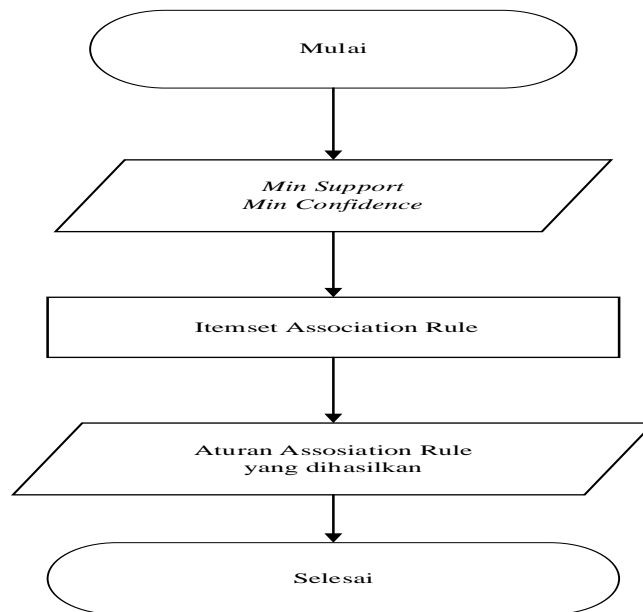 Mulai
Min Support
Min Confidence
Itemset Association Rule
Aturan Assosiation Rule
yang dihasilkan
Selesai